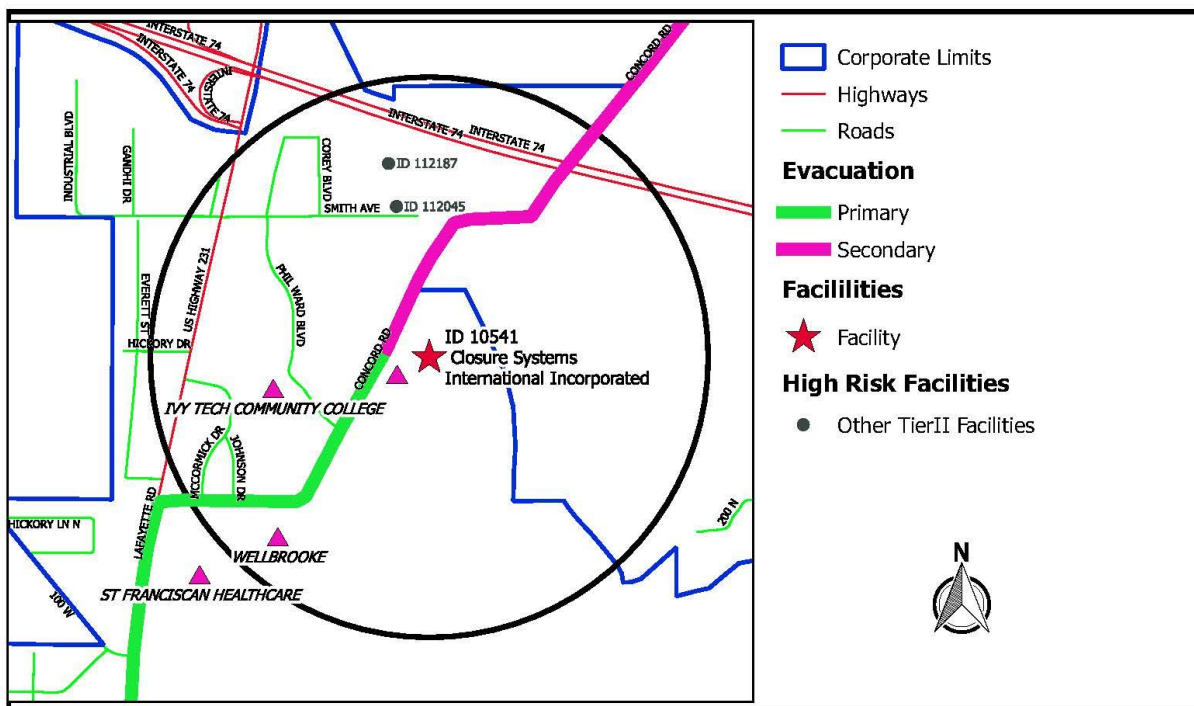 INTERSTATE 74
INTERSTATE 74
INTERSTATE 74
INTERSTATE 74
INTERSTATE 74
INTERSTATE 74
CONCORD RD
INDUSTRIAL BLVD
GANDHI DR
COREY BLVD
ID 112187
ID 112045
SMITH AVE
US HIGHWAY 231
EVERETT ST
PHIL WARD BLVD
HICKORY DR
CONCORD RD
ID 10541
Closure Systems
International Incorporated
IVY TECH COMMUNITY COLLEGE
MCCORMICK DR
JOHNSON DR
LAFAYETTE RD
HICKORY LN N
200 N
WELLBROOKE
ST FRANCISCAN HEALTHCARE
100 W
Corporate Limits
Highways
Roads
Evacuation
Primary
Secondary
Facililities
Facility
High Risk Facilities
Other TierII Facilities
N